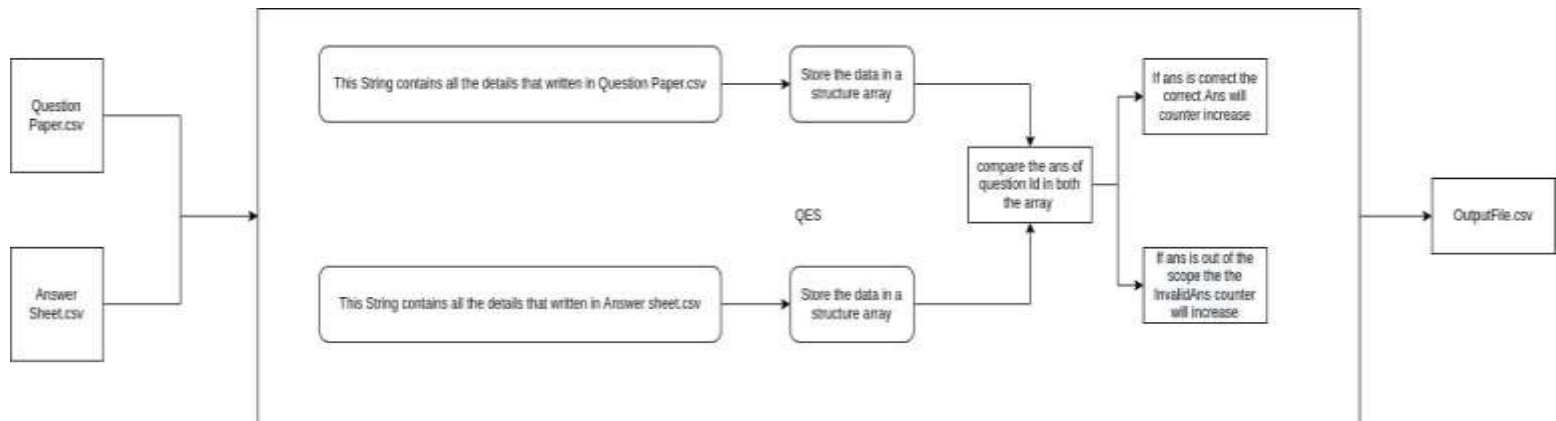 Question
Paper.csv
Answer
Sheet.csv
This String contains all the details that written in Question Paper.csv
Store the data in a
structure array
QES
This String contains all the details that written in Answer sheet.csv
Store the data in a
structure array
compare the ans of
question Id in both
the array
If ans is correct the
correct Ans will
counter increase
If ans is out of the
scope the the
InvalidAns counter
will increase
OutputFile.csv